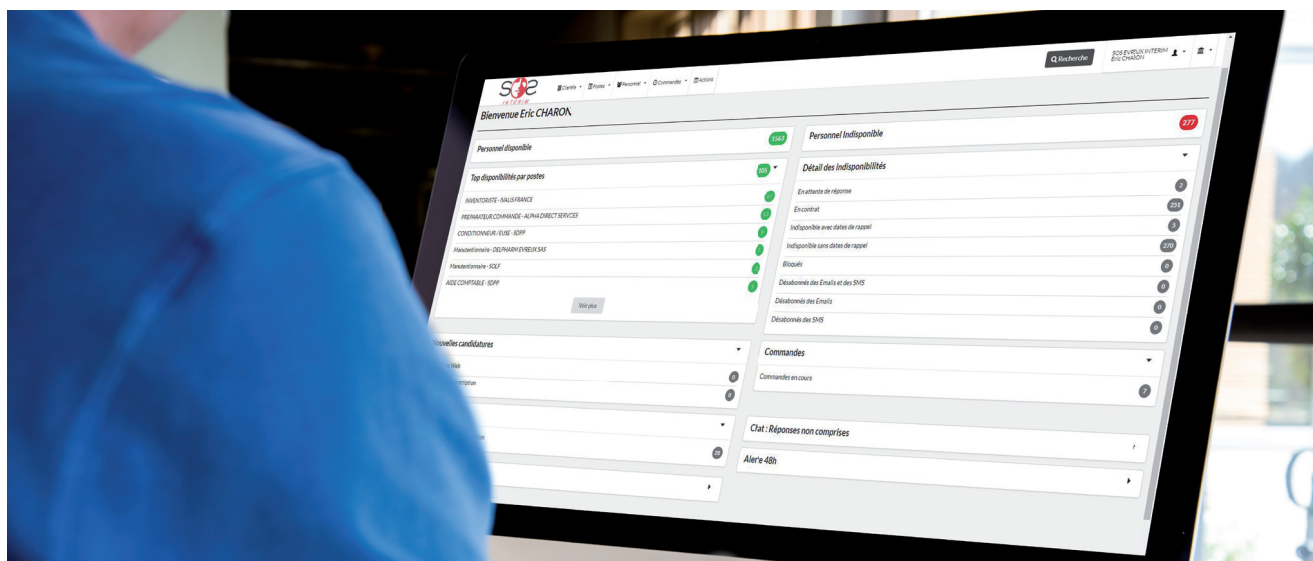 SOS
INTERIM
Clientèle
Postes
Personnel
Commandes
Actions
Recherche
SOS EVREUX INTERIM
Eric CHARON
Bienvenue Eric CHARON
Personnel disponible
1563
Top disponibilités par postes
105
INVENTORISTE - IVALIS FRANCE
PREPARATEUR COMMANDE - ALPHA DIRECT SERVCES
CONDITIONNEUR / EUSE - SDPP
Manutentionnaire - DELPHARM EVREUX SAS
Manutentionnaire - SOLF
AIDE COMPTABLE - SDPP
Voir plus
Nouvelles candidatures
Web
0
0
28
Personnel Indisponible
277
Détail des indisponibilités
En attente de réponse
2
En contrat
251
Indisponible avec dates de rappel
5
Indisponible sans dates de rappel
270
Bloqués
0
Désabonnés des Emails et des SMS
0
Désabonnés des Emails
0
Désabonnés des SMS
0
Commandes
Commandes en cours
7
Chat : Réponses non comprises
Alerte 48h